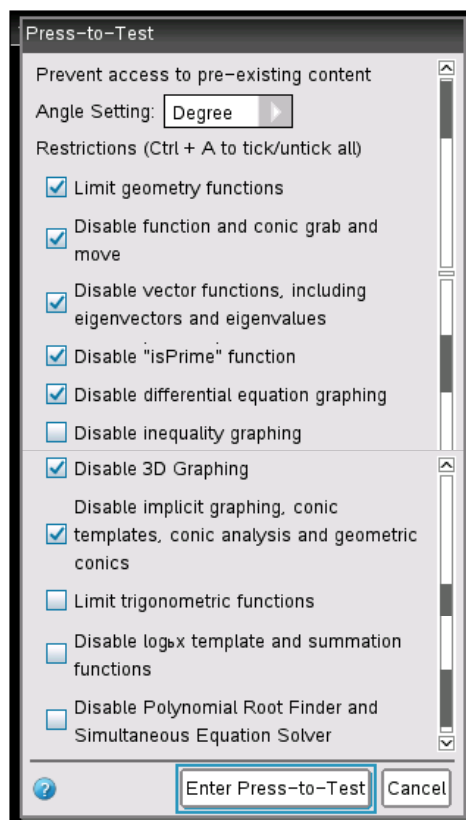 Press-to-Test
Prevent access to pre-existing content
Angle Setting: Degree
Restrictions (Ctrl + A to tick/untick all)
Limit geometry functions
Disable function and conic grab and
move
Disable vector functions, including
eigenvectors and eigenvalues
Disable "isPrime" function
Disable differential equation graphing
Disable inequality graphing
Disable 3D Graphing
Disable implicit graphing, conic
templates, conic analysis and geometric
conics
Limit trigonometric functions
Disable logbx template and summation
functions
Disable Polynomial Root Finder and
Simultaneous Equation Solver
? Enter Press-to-Test Cancel